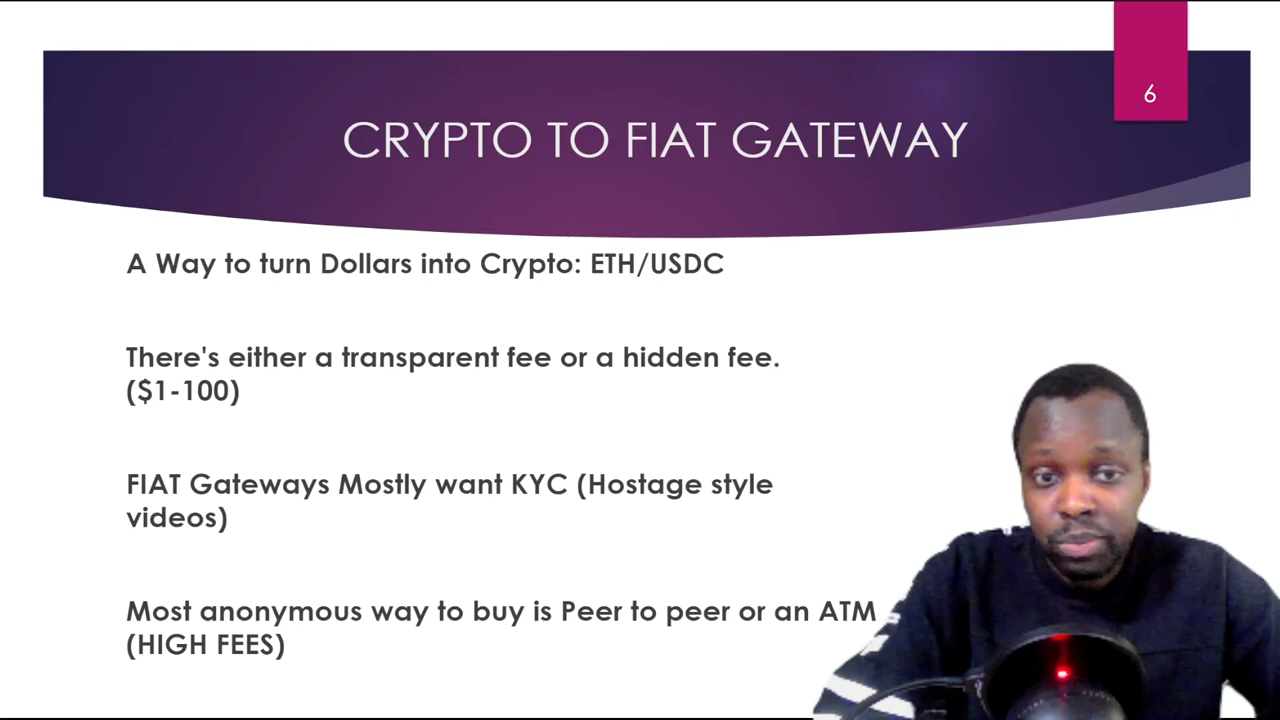 6
CRYPTO TO FIAT GATEWAY
A Way to turn Dollars into Crypto: ETH/USDC
There's either a transparent fee or a hidden fee.
($1-100)
FIAT Gateways Mostly want KYC (Hostage style
videos)
Most anonymous way to buy is Peer to peer or an ATM
(HIGH FEES)